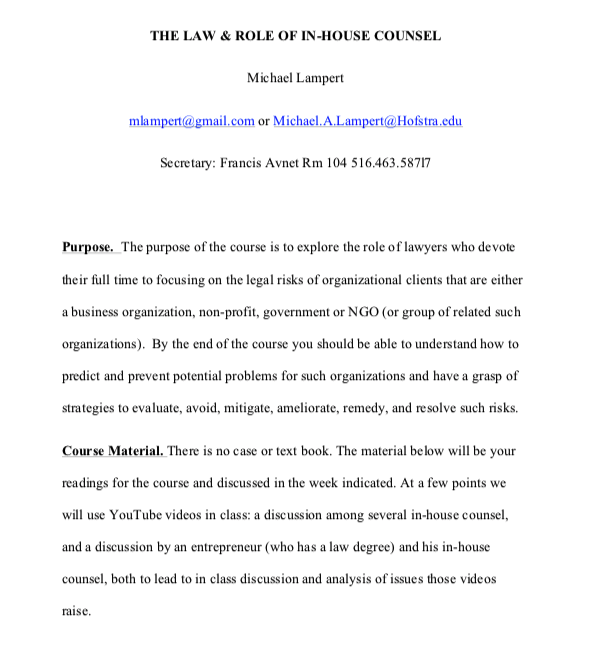 THE LAW & ROLE OF IN-HOUSE COUNSEL
Michael Lampert
mlampert@gmail.com or Michael.A.Lampert@Hofstra.edu
Secretary: Francis Avnet Rm 104 516.463.58717
Purpose. The purpose of the course is to explore the role of lawyers who devote
their full time to focusing on the legal risks of organizational clients that are either
a business organization, non-profit, government or NGO (or group of related such
organizations). By the end of the course you should be able to understand how to
predict and prevent potential problems for such organizations and have a grasp of
strategies to evaluate, avoid, mitigate, ameliorate, remedy, and resolve such risks.
Course Material. There is no case or text book. The material below will be your
readings for the course and discussed in the week indicated. At a few points we
will use YouTube videos in class: a discussion among several in-house counsel,
and a discussion by an entrepreneur (who has a law degree) and his in-house
counsel, both to lead to in class discussion and analysis of issues those videos
raise.